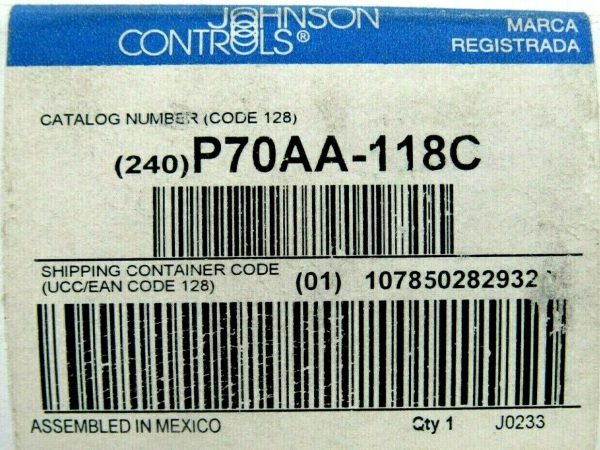 JOHNSON
CONTROLS®
MARCA
REGISTRADA
CATALOG NUMBER (CODE 128)
(240) P70AA-118C
SHIPPING CONTAINER CODE
(UCC/EAN CODE 128)
(01) 107850282932
ASSEMBLED IN MEXICO
Qty 1
J0233